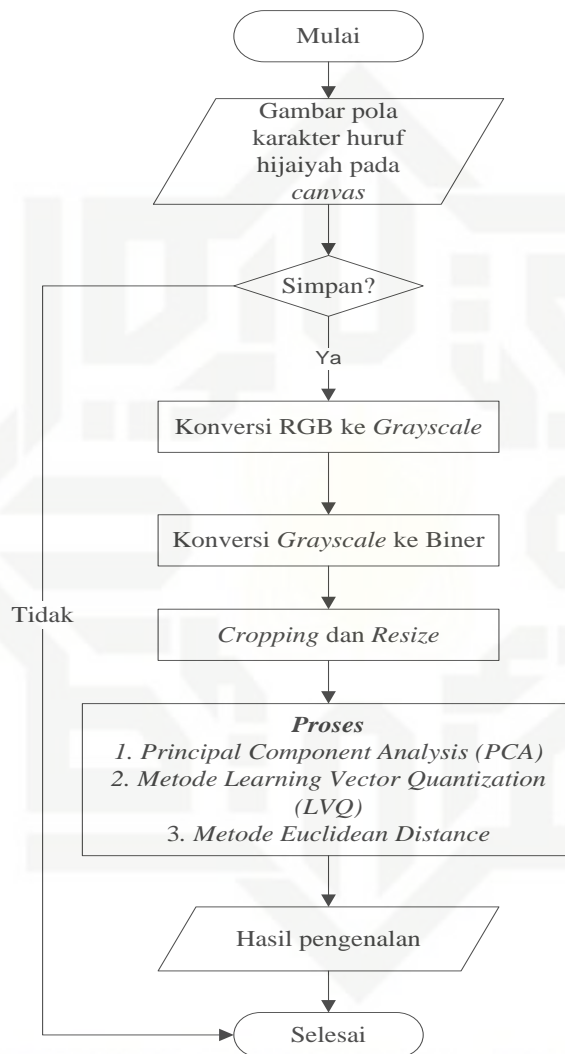 Mulai
Gambar pola
karakter huruf
hijaiyah pada
canvas
Simpan?
Ya
Konversi RGB ke Grayscale
Konversi Grayscale ke Biner
Tidak
Cropping dan Resize
Proses
1. Principal Component Analysis (PCA)
2. Metode Learning Vector Quantization
(LVQ)
3. Metode Euclidean Distance
Hasil pengenalan
Selesai